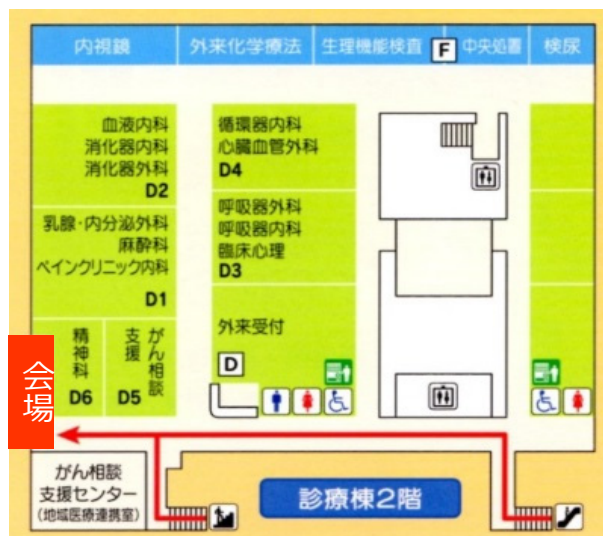 内視鏡
外来化学療法
生理機能検査
F
中央処置
検尿
血液内科
消化器内科
消化器外科
D2
循環器内科
心臓血管外科
D4
乳腺・内分泌外科
麻酔科
ペインクリニック内科
D1
呼吸器外科
呼吸器内科
臨床心理
D3
精神科
D6
がん相談
支援
D5
外来受付
D
会場
がん相談
支援センター
(地域医療連携室)
診療棟2階